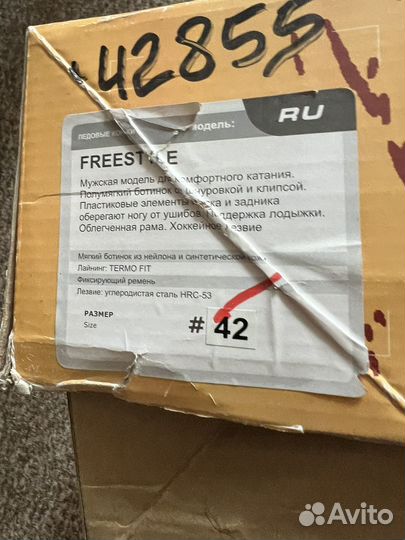 42855
RU
ЛЕДОВЫЕ модель:
FREESTYLE
Мужская модель для комфортного катания.
Полумягкий ботинок шнуровкой и клипсой.
Пластиковые элементы и задника
оберегают ногу от ушибов. Поддержка лодыжки.
Облегченная рама. Хоккейное лезвие
Мягкий ботинок из нейлона и синтетической кожи
Лайнинг: TERMO FIT
Фиксирующий ремень
Лезвие: углеродистая сталь HRC-53
РАЗМЕР
Size
#42
Avito